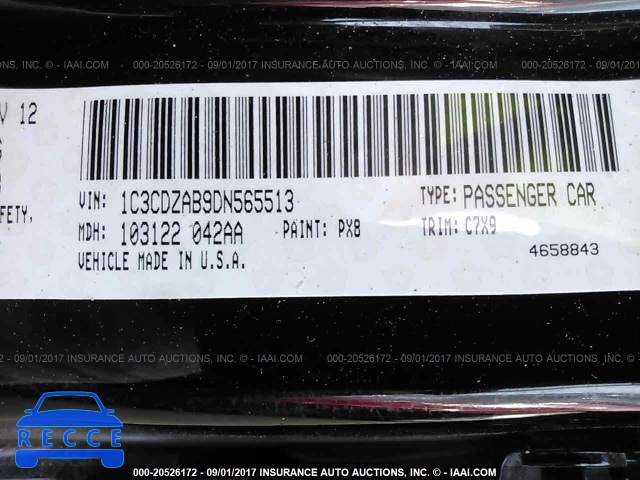 000-20526172 - 09/01/2017 INSURANCE AUTO AUCTIONS, INC. - IAAI.COM
V 12
FETY,
VIN: 1C3CDZAB9DN565513 TYPE: PASSENGER CAR
MDH: 103122 042AA PAINT: PX8 TRIM: C7X9
VEHICLE MADE IN U.S.A. 4658843
000-20526172 - 09/01/2017 INSURANCE AUTO AUCTIONS, INC. - IAAI.COM
RECCE
000-20526172 - 09/01/2017 INSURANCE AUTO AUCTIONS, INC. - IAAI.COM